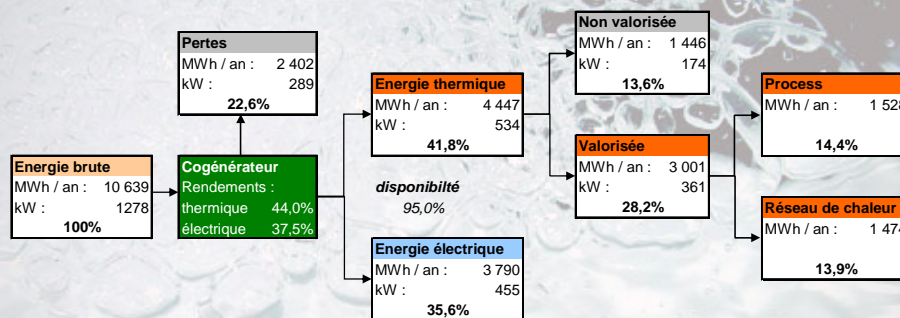 Non valorisée
MWh / an : 1 446
kW : 174
13,6%
Pertes
MWh / an : 2 402
kW : 289
22,6%
Energie thermique
MWh / an : 4 447
kW : 534
41,8%
Process
MWh / an : 1 528
14,4%
Valorisée
MWh / an : 3 001
kW : 361
28,2%
Energie brute
MWh / an : 10 639
kW : 1278
100%
Cogénérateur
Rendements :
thermique 44,0%
électrique 37,5%
disponibilté
95,0%
Réseau de chaleur
MWh / an : 1 474
13,9%
Energie électrique
MWh / an : 3 790
kW : 455
35,6%